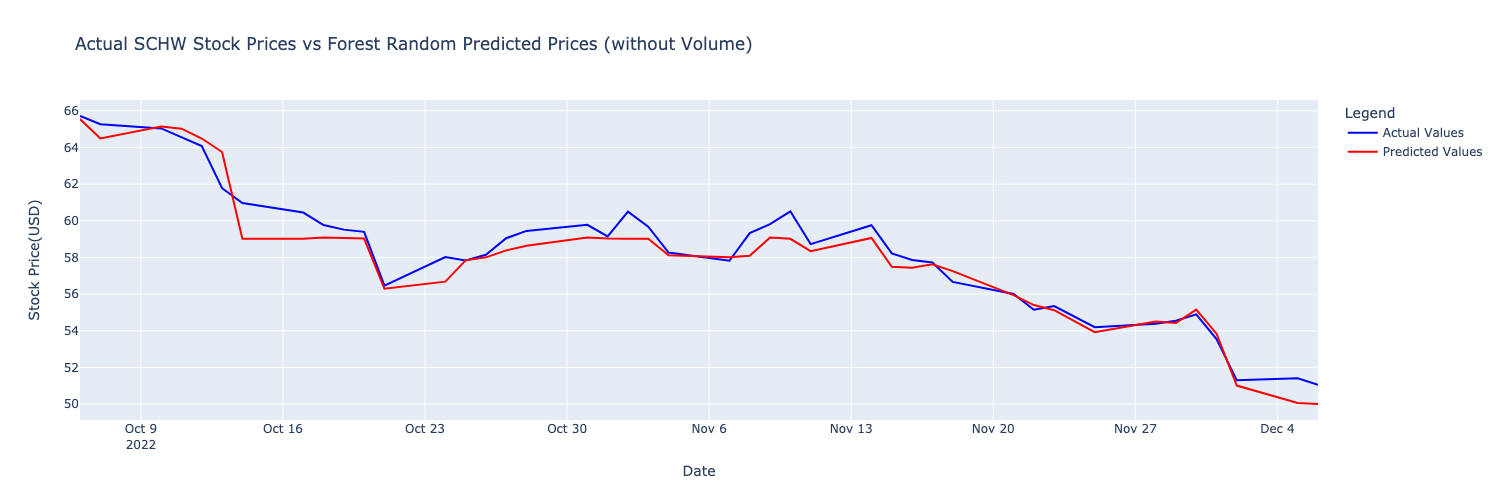 Actual SCHW Stock Prices vs Forest Random Predicted Prices (without Volume)
Legend
Actual Values
Predicted Values
Stock Price(USD)
66
64
62
60
58
56
54
52
50
Oct 9
2022
Oct 16
Oct 23
Oct 30
Nov 6
Nov 13
Nov 20
Nov 27
Dec 4
Date